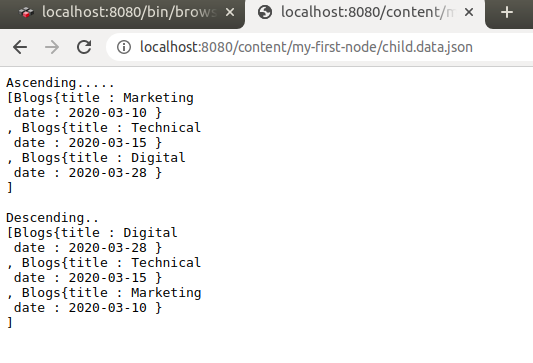 localhost:8080/bin/brows
localhost:8080/content/m
localhost:8080/content/my-first-node/child.data.json
Ascending.....
[Blogs{title : Marketing
 date : 2020-03-10 }
, Blogs{title : Technical
 date : 2020-03-15 }
, Blogs{title : Digital
 date : 2020-03-28 }
]
Descending..
[Blogs{title : Digital
 date : 2020-03-28 }
, Blogs{title : Technical
 date : 2020-03-15 }
, Blogs{title : Marketing
 date : 2020-03-10 }
]